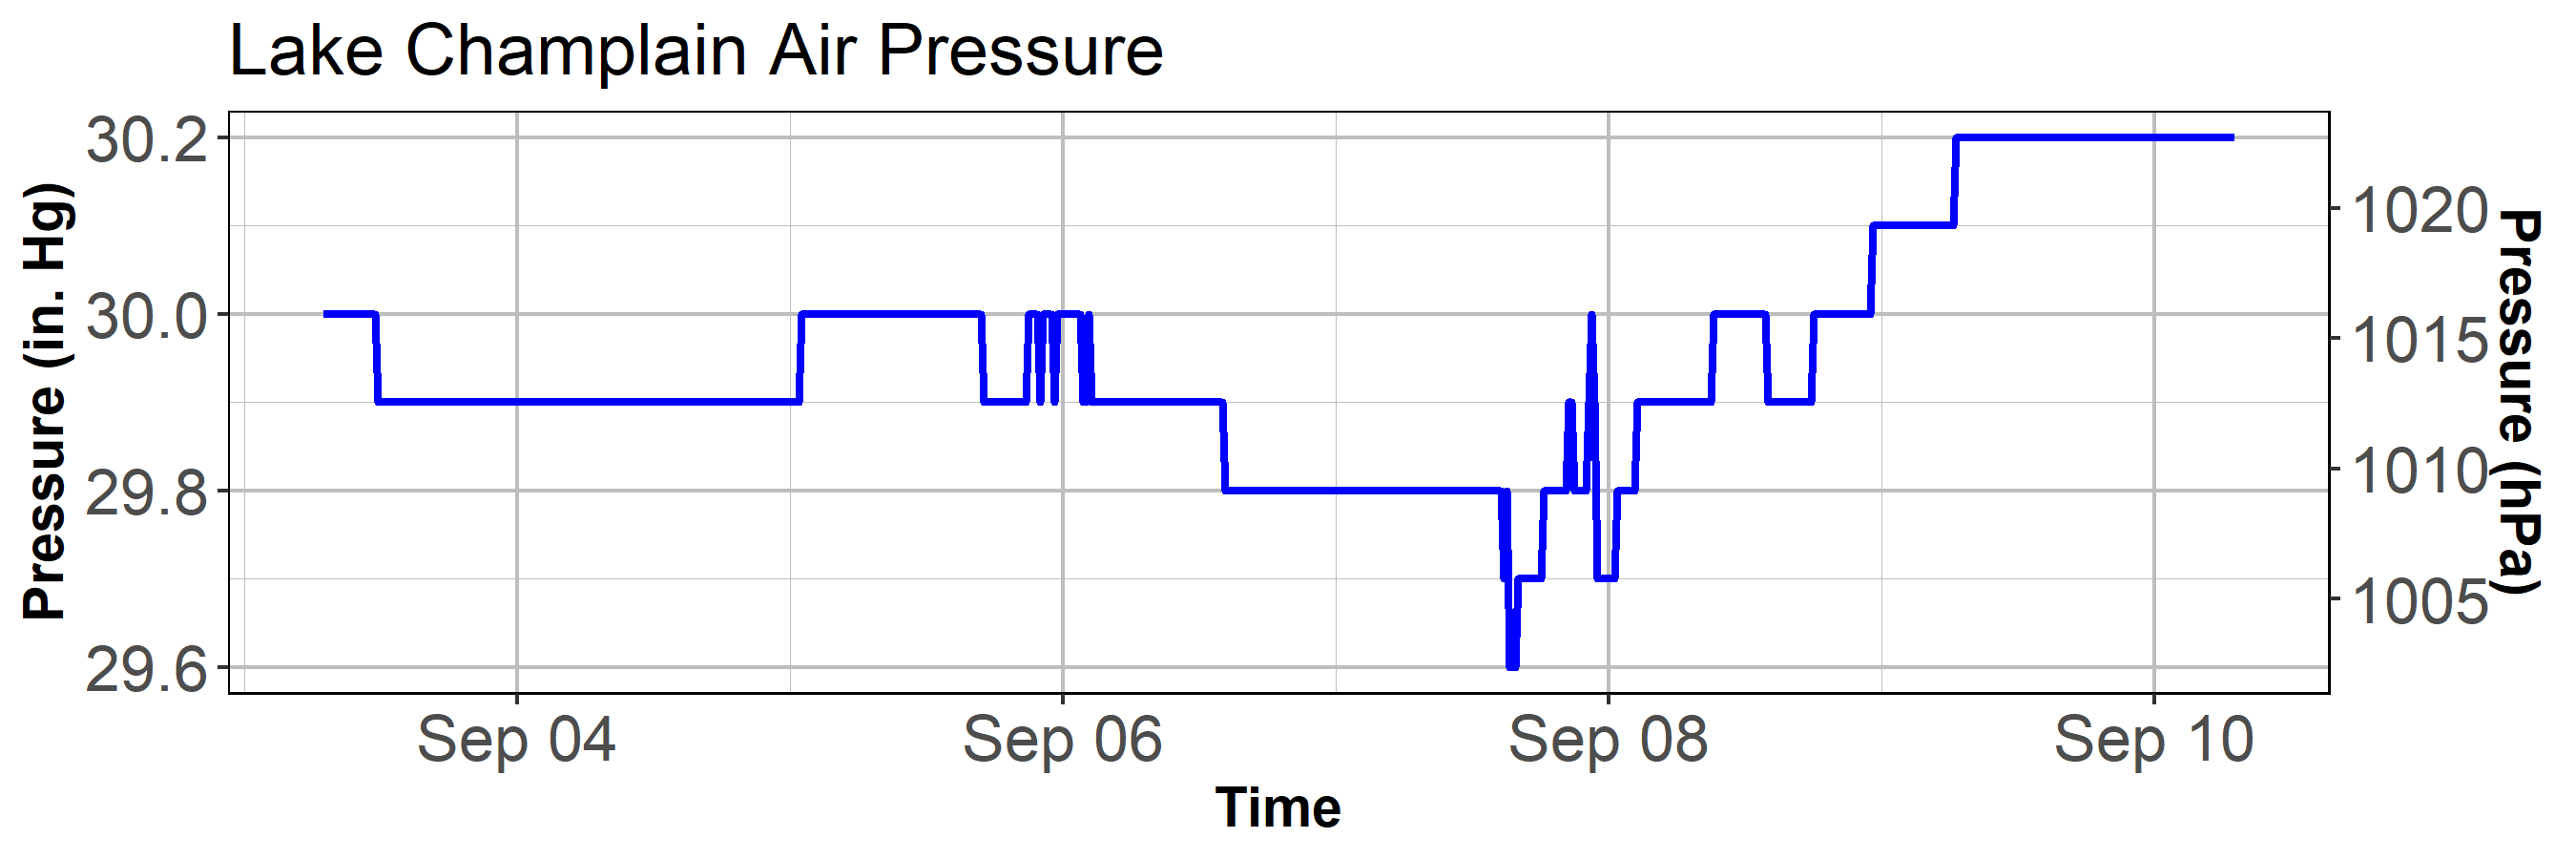 Lake Champlain Air Pressure
30.2
30.0
29.8
29.6
Pressure (in. Hg)
1020
1015
1010
1005
Pressure (hPa)
Sep 04
Sep 06
Sep 08
Sep 10
Time